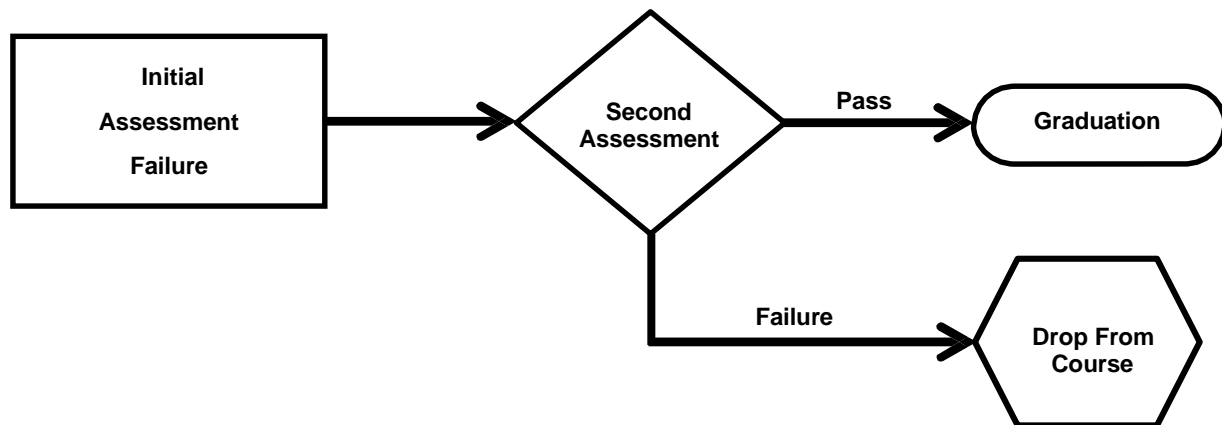 Initial
Assessment
Failure
Second
Assessment
Pass
Graduation
Failure
Drop From
Course